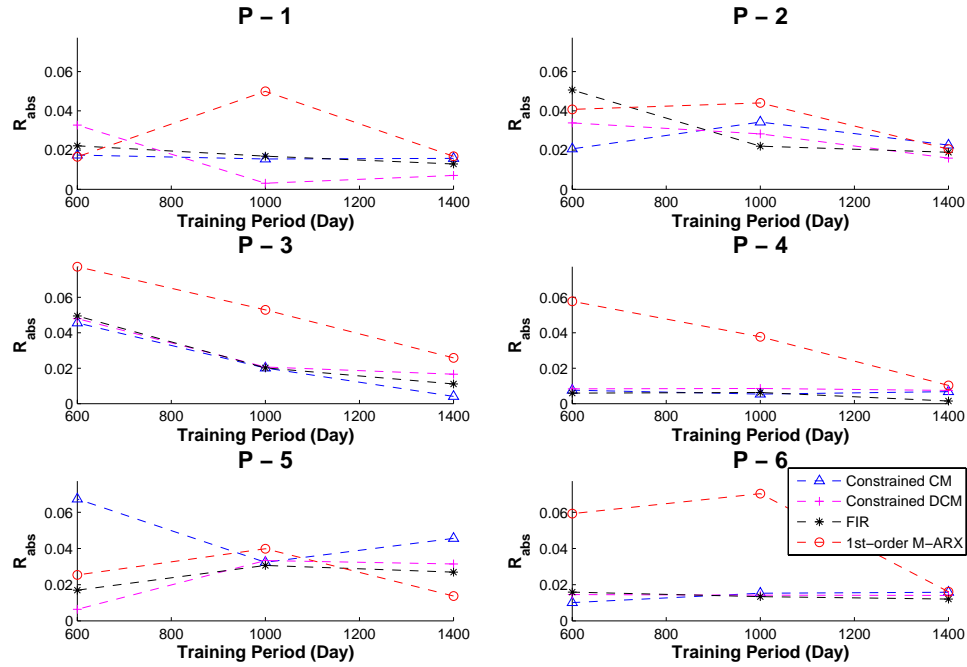 P – 1
0.06
0.04
0.02
0
R_abs
600 800 1000 1200 1400
Training Period (Day)
P – 2
0.06
0.04
0.02
0
R_abs
600 800 1000 1200 1400
Training Period (Day)
P – 3
0.06
0.04
0.02
0
R_abs
600 800 1000 1200 1400
Training Period (Day)
P – 4
0.06
0.04
0.02
0
R_abs
600 800 1000 1200 1400
Training Period (Day)
P – 5
0.06
0.04
0.02
0
R_abs
600 800 1000 1200 1400
Training Period (Day)
P – 6
0.06
0.04
0.02
0
R_abs
600 800 1000 1200 1400
Training Period (Day)
Constrained CM
Constrained DCM
FIR
1st–order M–ARX